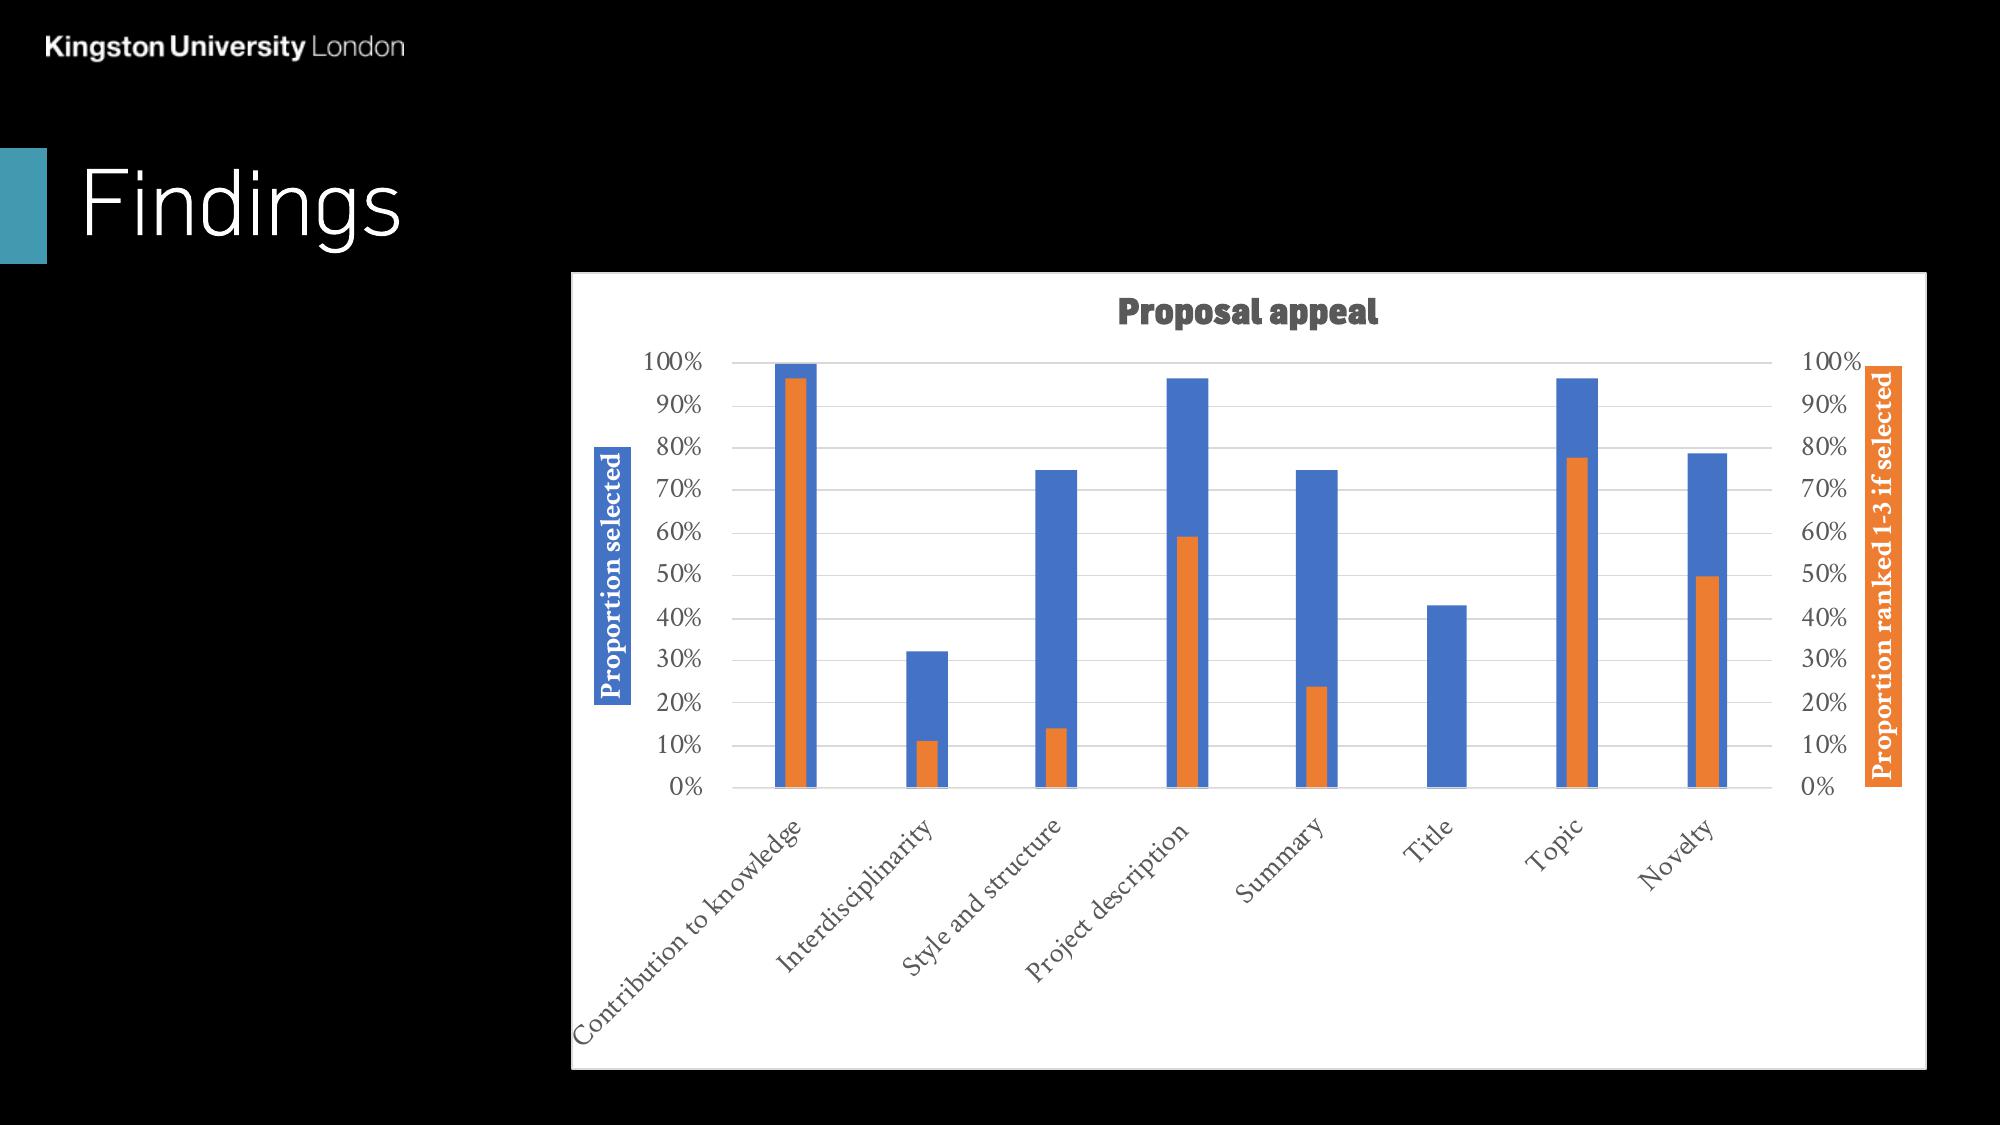 Kingston University London
Findings
Proposal appeal
100%
90%
80%
70%
60%
50%
40%
30%
20%
10%
0%
Proportion selected
100%
90%
80%
70%
60%
50%
40%
30%
20%
10%
0%
Proportion ranked 1-3 if selected
Contribution to knowledge
Interdisciplinarity
Style and structure
Project description
Summary
Title
Topic
Novelty